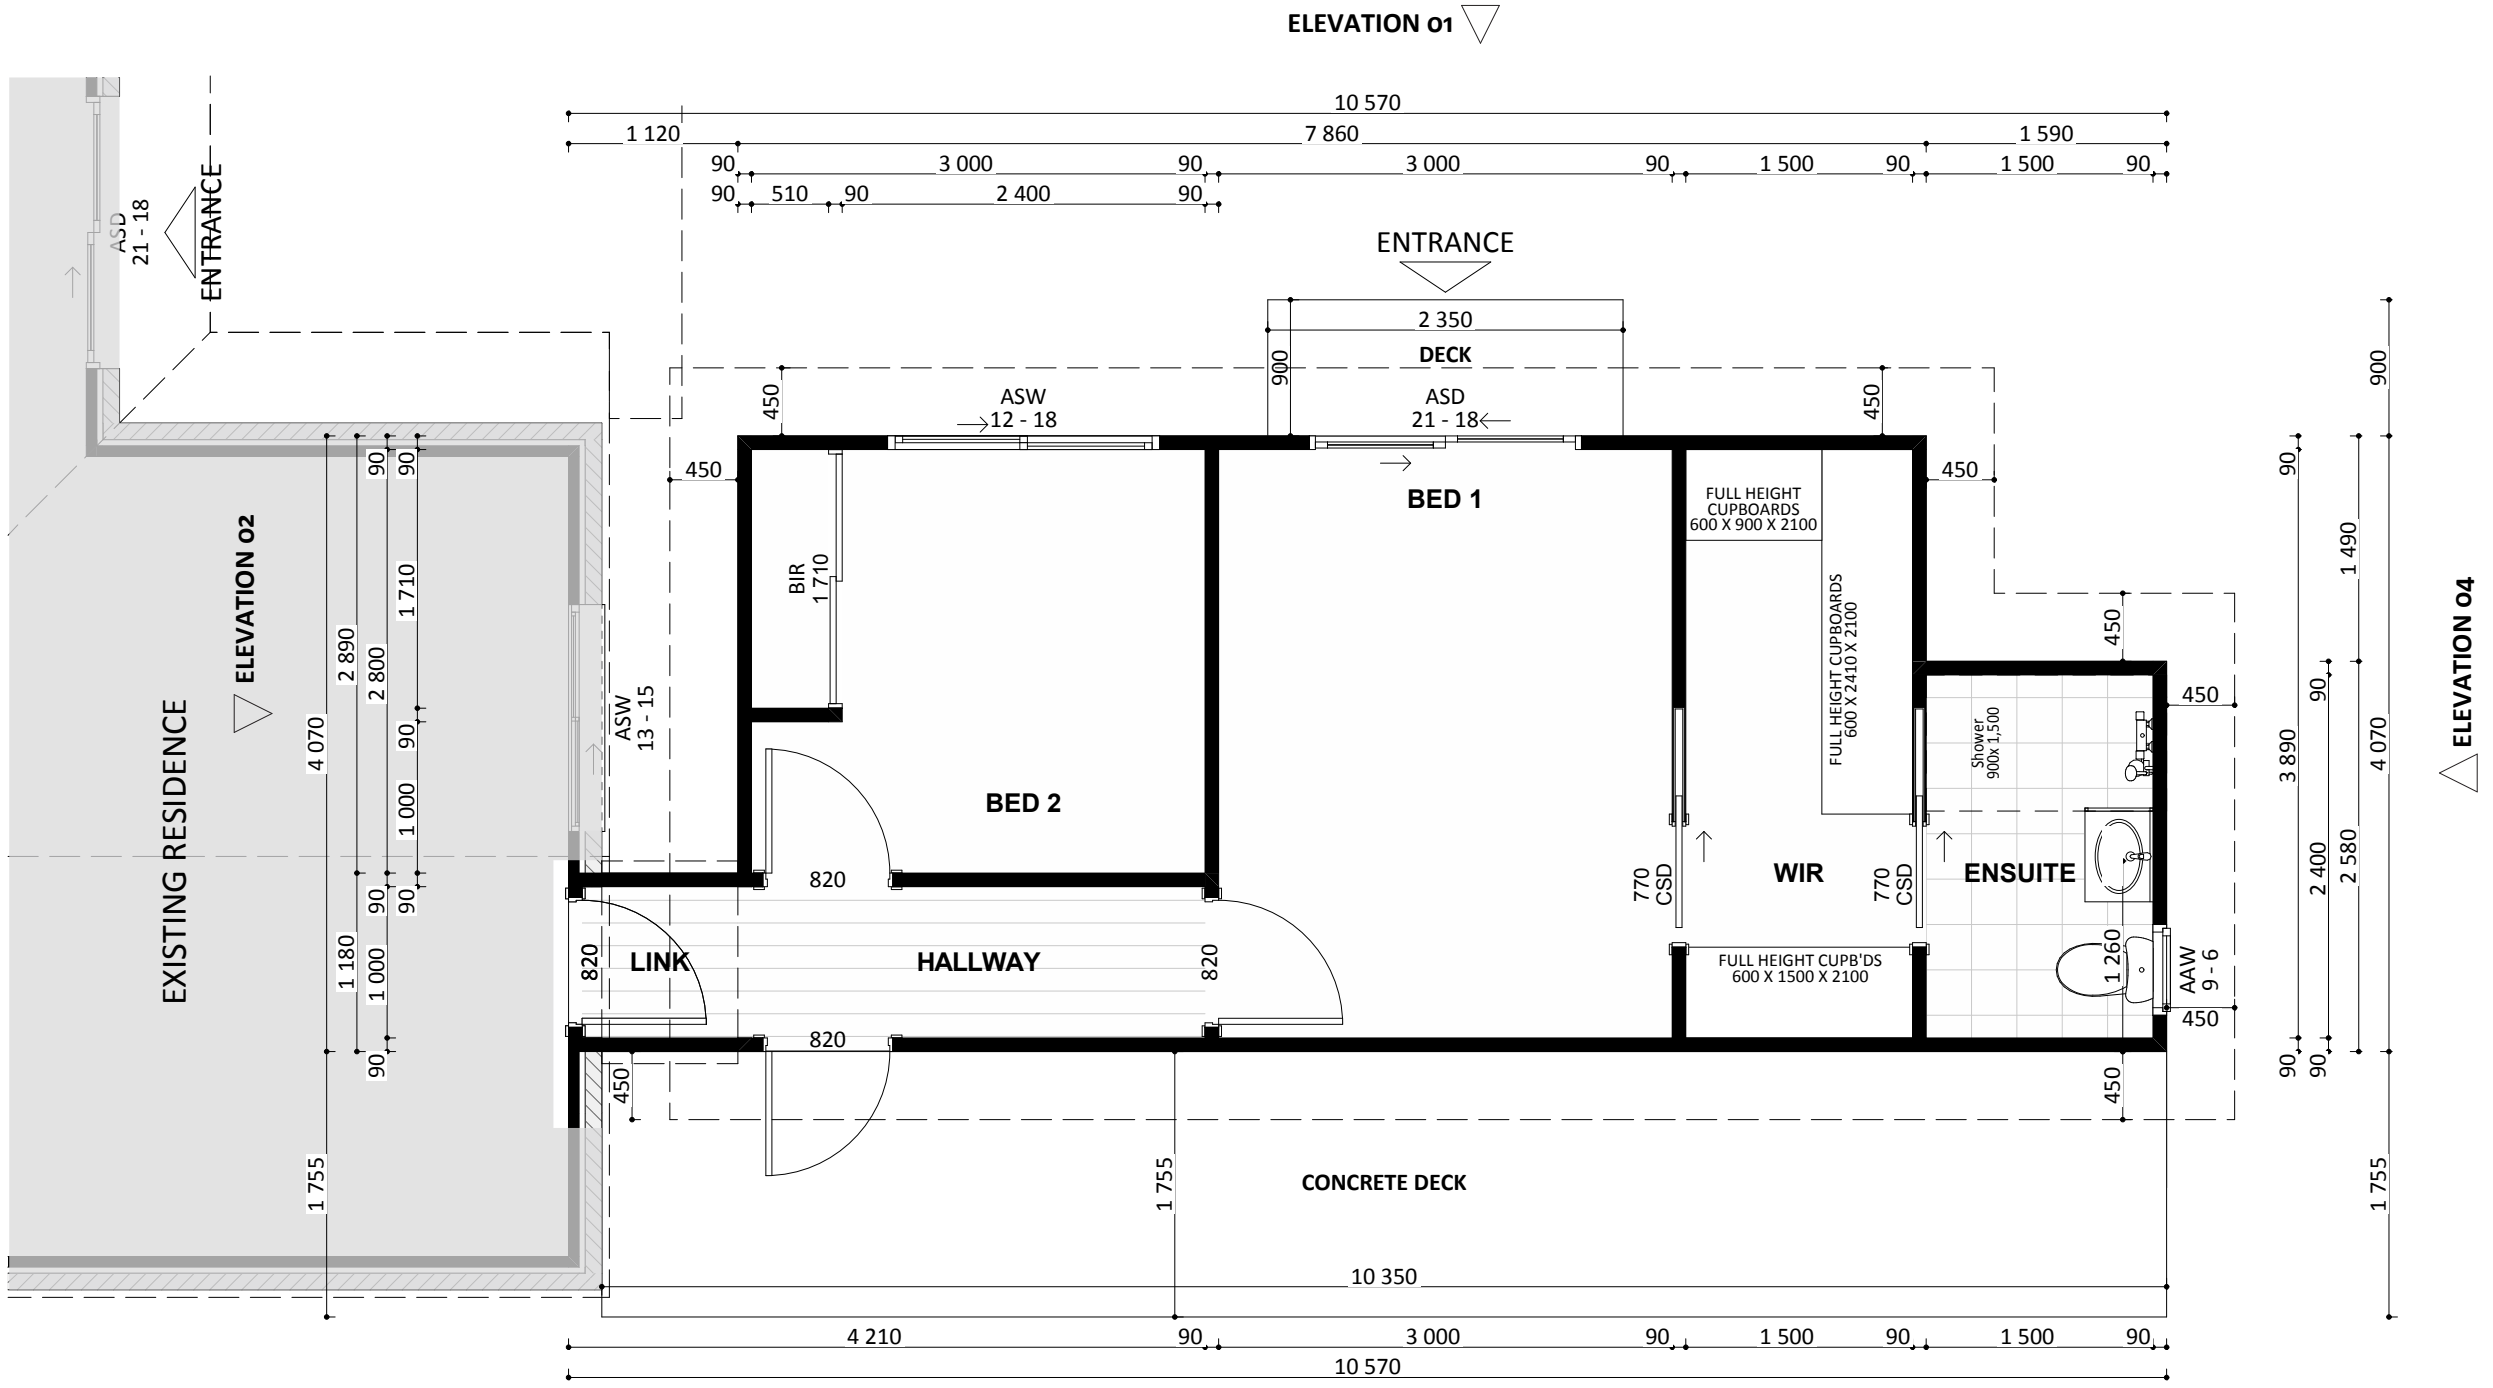 ELEVATION 01
10 570
1 120
7 860
1 590
90
3 000
90
3 000
90
1 500
90
1 500
90
90
510
90
2 400
90
ASD
21 - 18
ENTRANCE
ENTRANCE
2 350
900
DECK
450
ASW
12 - 18
ASD
21 - 18
450
900
450
450
90
90
90
1 490
BED 1
FULL HEIGHT
CUPBOARDS
600 X 900 X 2100
ELEVATION 02
BIR
1 710
1 710
2 890
2 800
FULL HEIGHT CUPBOARDS
600 X 2410 X 2100
450
ELEVATION 04
ASW
13 - 15
450
90
Shower
900x 1,500
4 070
90
3 890
4 070
EXISTING RESIDENCE
1 000
BED 2
2 400
2 580
820
770
CSD
WIR
770
CSD
ENSUITE
90
90
1 180
1 000
820
LINK
HALLWAY
820
FULL HEIGHT CUPB'DS
600 X 1500 X 2100
1 260
AAW
9 - 6
450
820
90
450
450
90
90
1 755
1 755
CONCRETE DECK
1 755
10 350
4 210
90
3 000
90
1 500
90
1 500
90
10 570